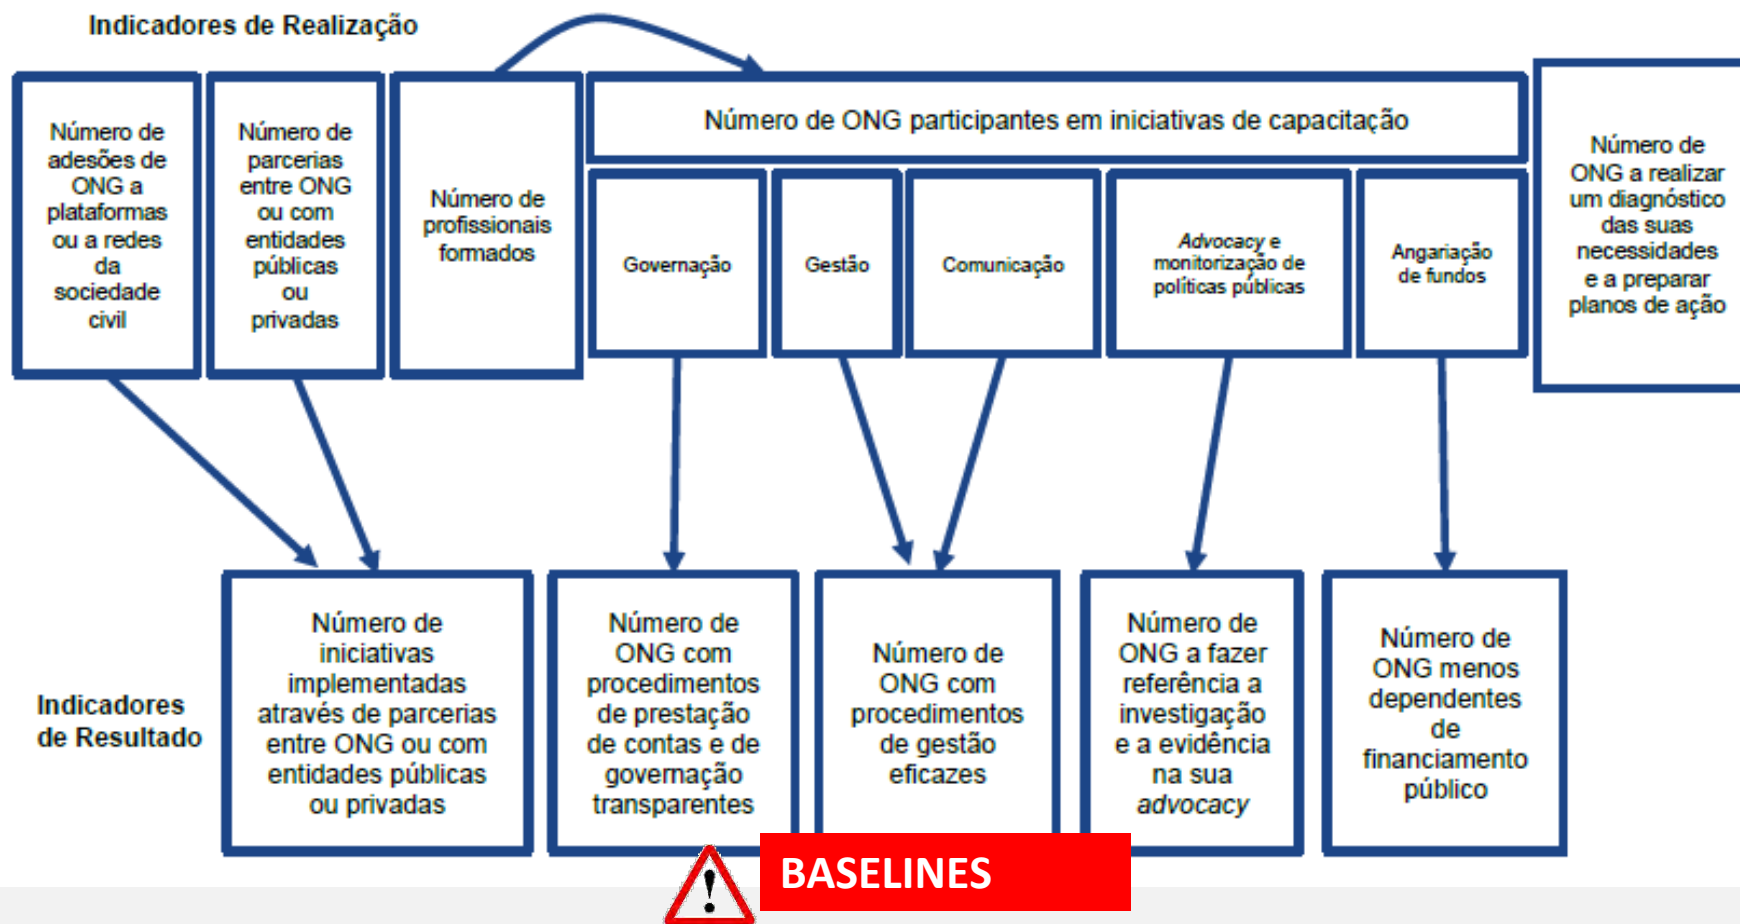 Indicadores de Realização
Número de
adesões de
ONG a
plataformas
ou a redes
da
sociedade
civil
Número de
parcerias
entre ONG
ou com
entidades
públicas
ou
privadas
Número de
profissionais
formados
Número de ONG participantes em iniciativas de capacitação
Governação
Gestão
Comunicação
Advocacy e
monitorização de
políticas públicas
Angariação
de fundos
Número de
ONG a realizar
um diagnóstico
das suas
necessidades
e a preparar
planos de ação
Indicadores
de Resultado
Número de
iniciativas
implementadas
através de parcerias
entre ONG ou com
entidades públicas
ou privadas
Número de
ONG com
procedimentos
de prestação
de contas e de
governação
transparentes
Número de
ONG com
procedimentos
de gestão
eficazes
Número de
ONG a fazer
referência a
investigação
e a evidência
na sua
advocacy
Número de
ONG menos
dependentes
de
financiamento
público
!
BASELINES